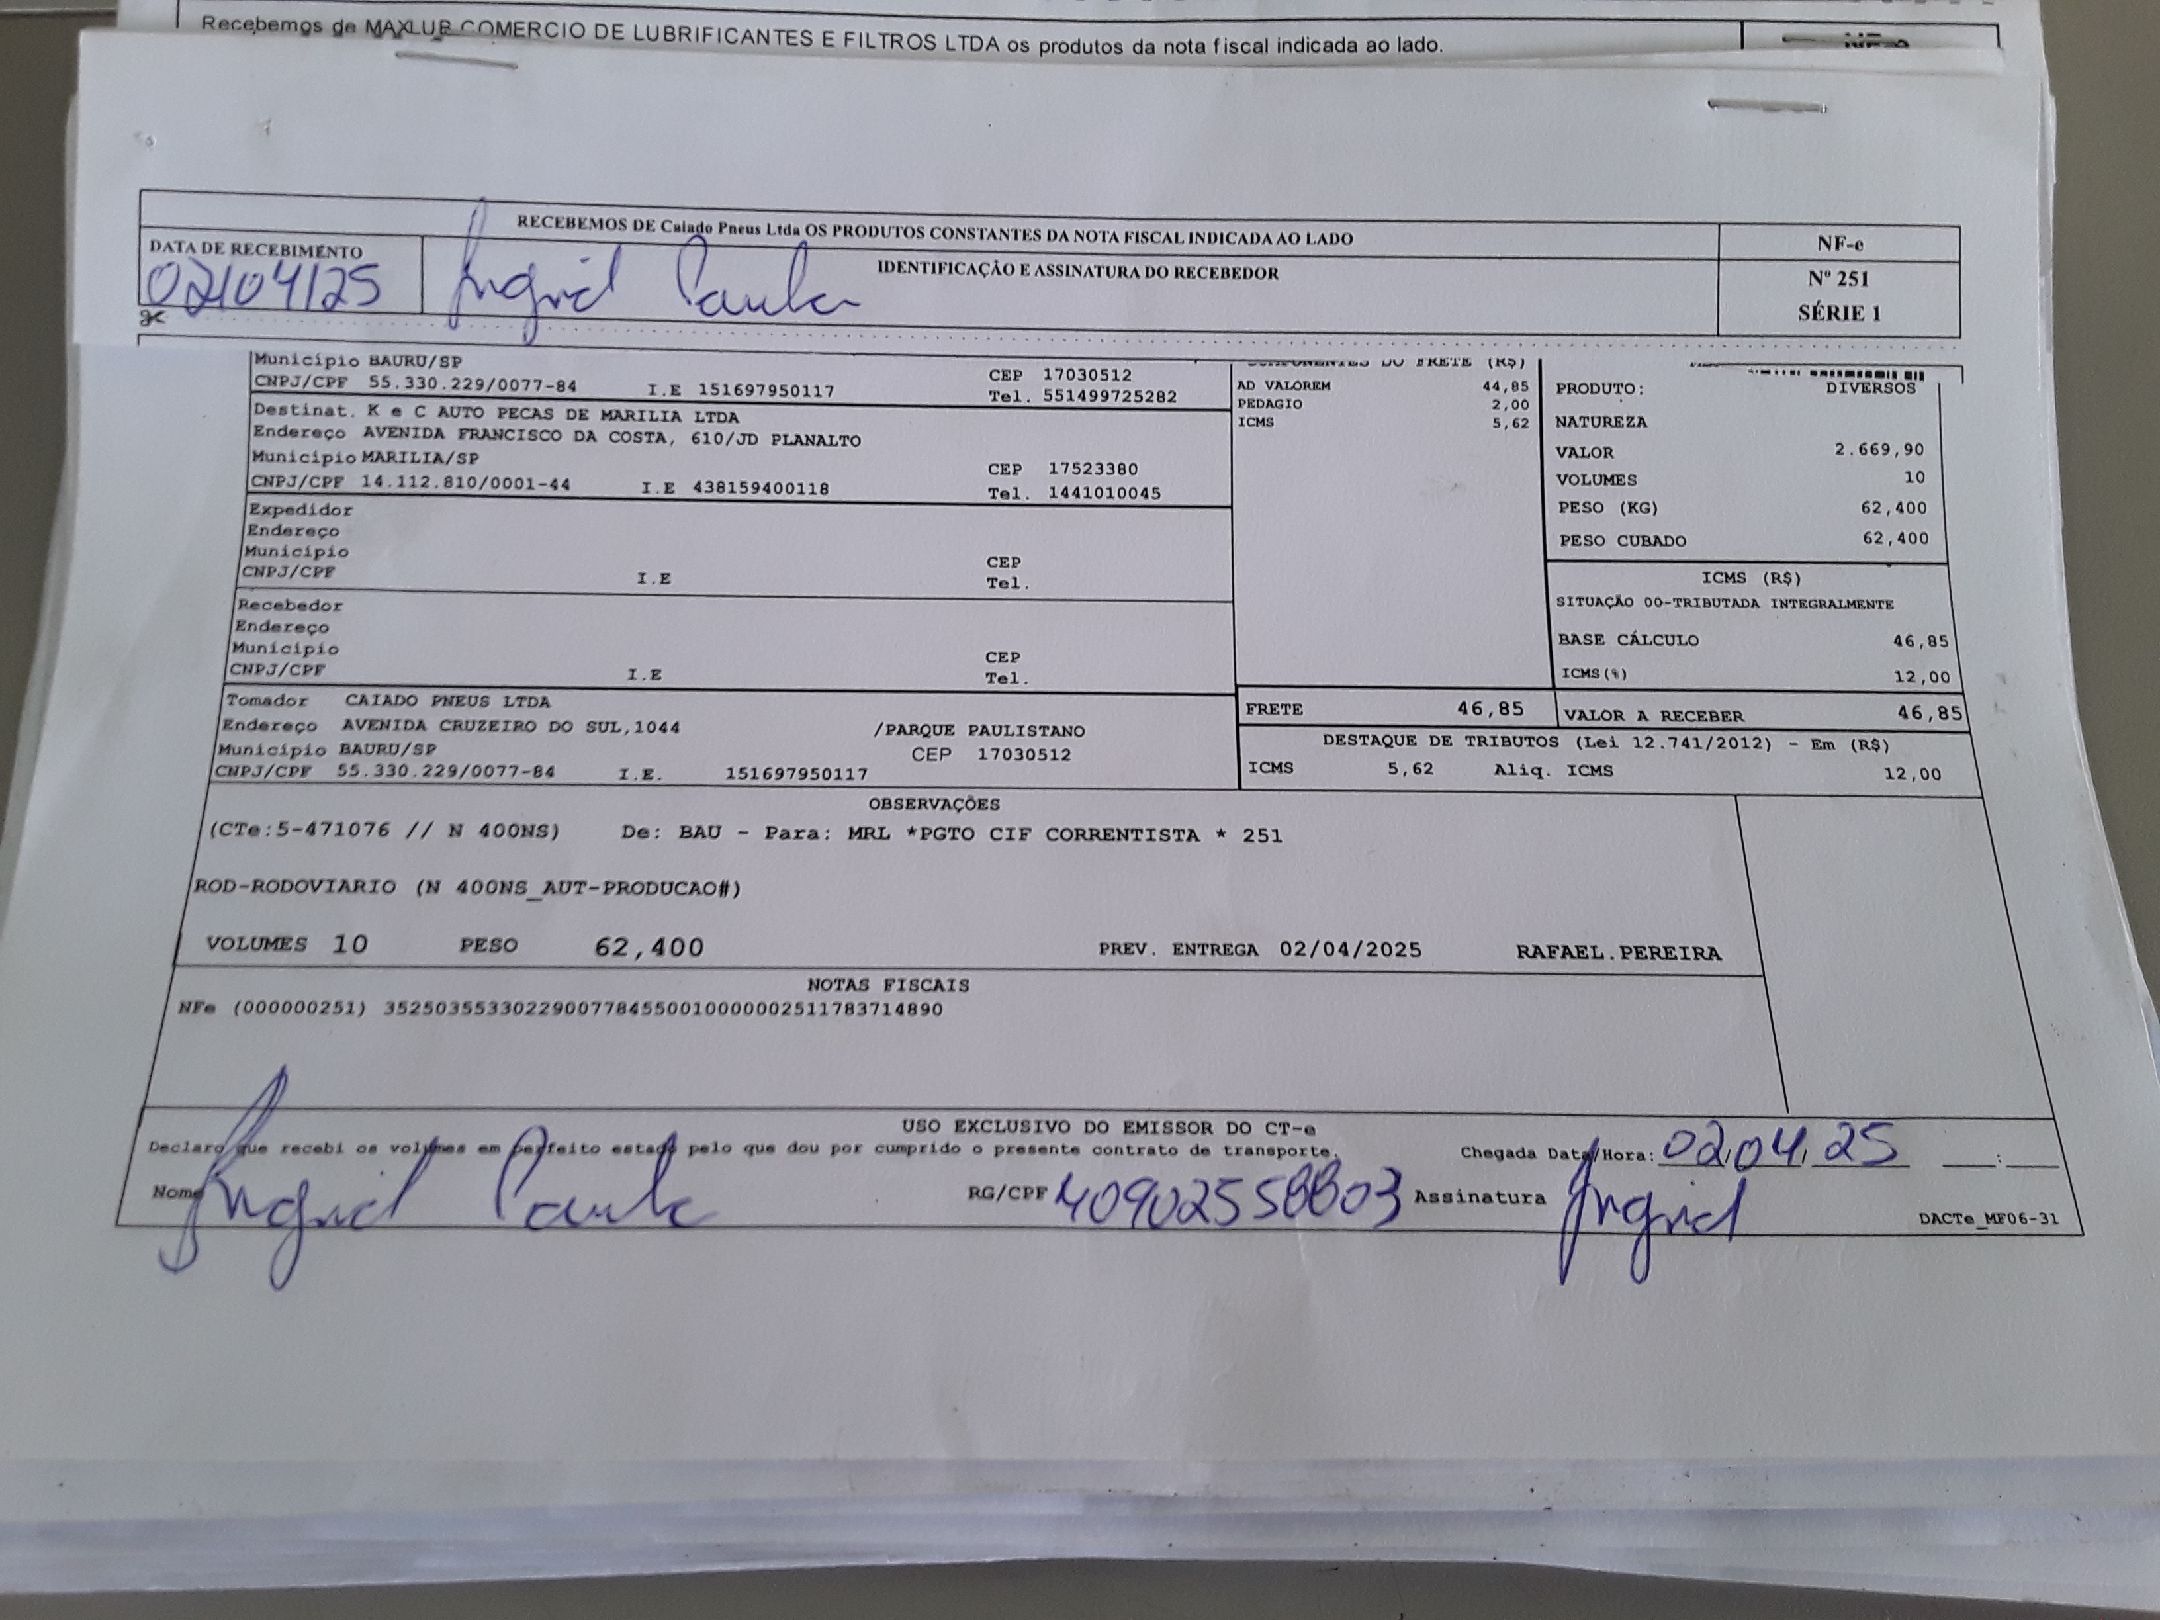 Recebemos de MAXLUB COMERCIO DE LUBRIFICANTES E FILTROS LTDA os produtos da nota fiscal indicada ao lado.
NF-e
RECEBEMOS DE Caiado Pneus Ltda OS PRODUTOS CONSTANTES DA NOTA FISCAL INDICADA AO LADO
NF-e
DATA DE RECEBIMENTO
IDENTIFICAÇÃO E ASSINATURA DO RECEBEDOR
Nº 251
SÉRIE 1
02/04/25 Ingrid Paula
Município BAURU/SP CEP 17030512
CNPJ/CPF 55.330.229/0077-84 I.E 151697950117 Tel. 551499725282
Destinat. K e C AUTO PECAS DE MARILIA LTDA
Endereço AVENIDA FRANCISCO DA COSTA, 610/JD PLANALTO
Município MARILIA/SP CEP 17523380
CNPJ/CPF 14.112.810/0001-44 I.E 438159400118 Tel. 1441010045
Expedidor
Endereço
Município CEP
CNPJ/CPF I.E Tel.
Recebedor
Endereço
Município CEP
CNPJ/CPF I.E Tel.
Tomador CAIADO PNEUS LTDA
Endereço AVENIDA CRUZEIRO DO SUL,1044 /PARQUE PAULISTANO
Município BAURU/SP CEP 17030512
CNPJ/CPF 55.330.229/0077-84 I.E. 151697950117
COMPONENTES DO FRETE (R$)
AD VALOREM 44,85
PEDAGIO 2,00
ICMS 5,62
FRETE 46,85
PRODUTO: DIVERSOS
NATUREZA
VALOR 2.669,90
VOLUMES 10
PESO (KG) 62,400
PESO CUBADO 62,400
ICMS (R$)
SITUAÇÃO 00-TRIBUTADA INTEGRALMENTE
BASE CÁLCULO 46,85
ICMS(%) 12,00
VALOR A RECEBER 46,85
DESTAQUE DE TRIBUTOS (Lei 12.741/2012) - Em (R$)
ICMS 5,62 Aliq. ICMS 12,00
OBSERVAÇÕES
(CTe:5-471076 // N 400NS) De: BAU - Para: MRL *PGTO CIF CORRENTISTA * 251
ROD-RODOVIARIO (N 400NS_AUT-PRODUCAO#)
VOLUMES 10 PESO 62,400 PREV. ENTREGA 02/04/2025 RAFAEL.PEREIRA
NOTAS FISCAIS
NFe (000000251) 35250355330229007784550010000002511783714890
USO EXCLUSIVO DO EMISSOR DO CT-e
Declaro que recebi os volumes em perfeito estado pelo que dou por cumprido o presente contrato de transporte. Chegada Data/Hora: 02/04/25 __:__
Nome Ingrid Paula RG/CPF 40902558803 Assinatura Ingrid
DACTe_MF06-31